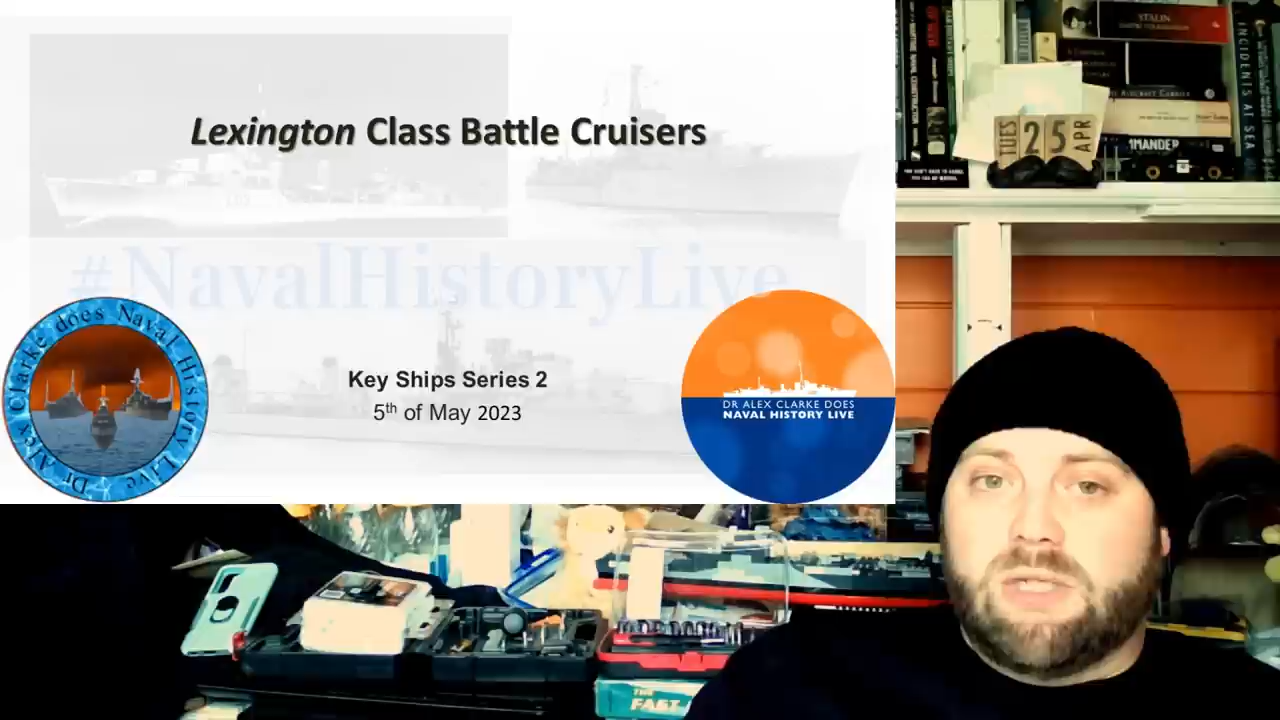 Lexington Class Battle Cruisers
#NavalHistoryLive
Key Ships Series 2
5th of May 2023
Dr Alex Clarke does Naval History Live
DR ALEX CLARKE DOES
NAVAL HISTORY LIVE
STALIN
INCIDENTS AT SEA
TUES 25 APR
THE
FAST